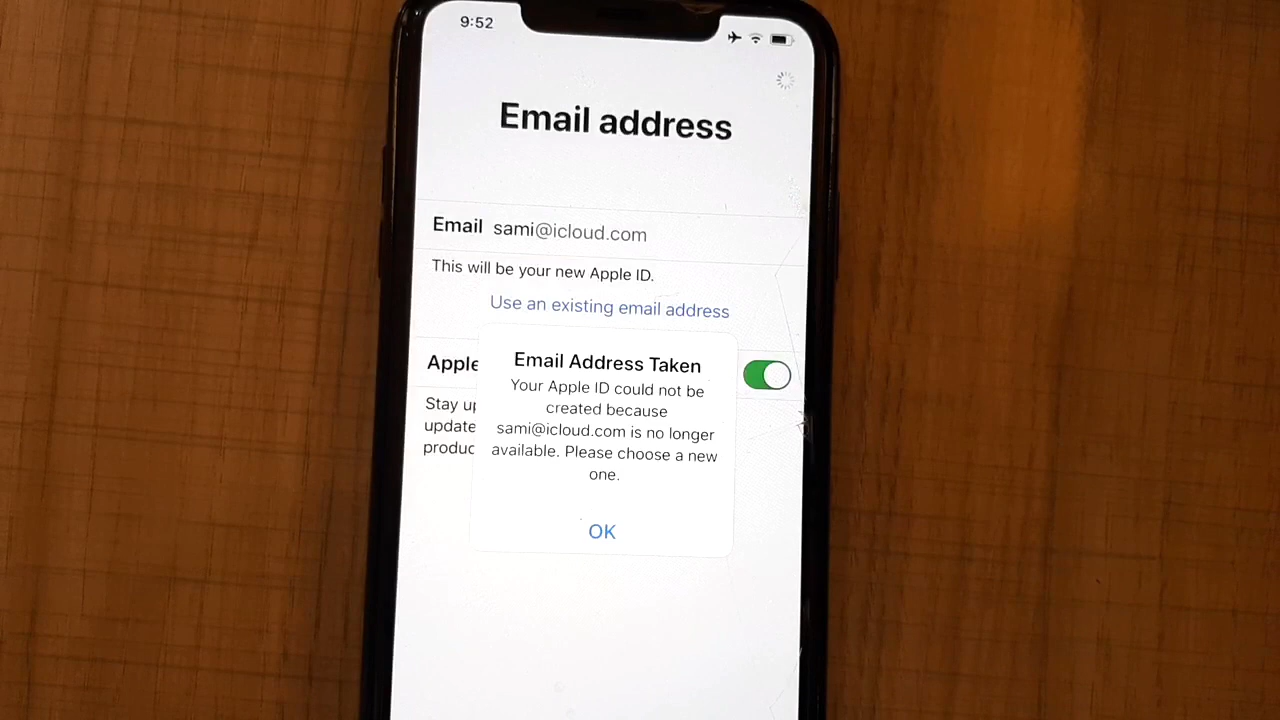 9:52
Email address
Email sami@icloud.com
This will be your new Apple ID.
Use an existing email address
Email Address Taken
Your Apple ID could not be
created because
sami@icloud.com is no longer
available. Please choose a new
one.
OK
Apple
Stay up
update
produc